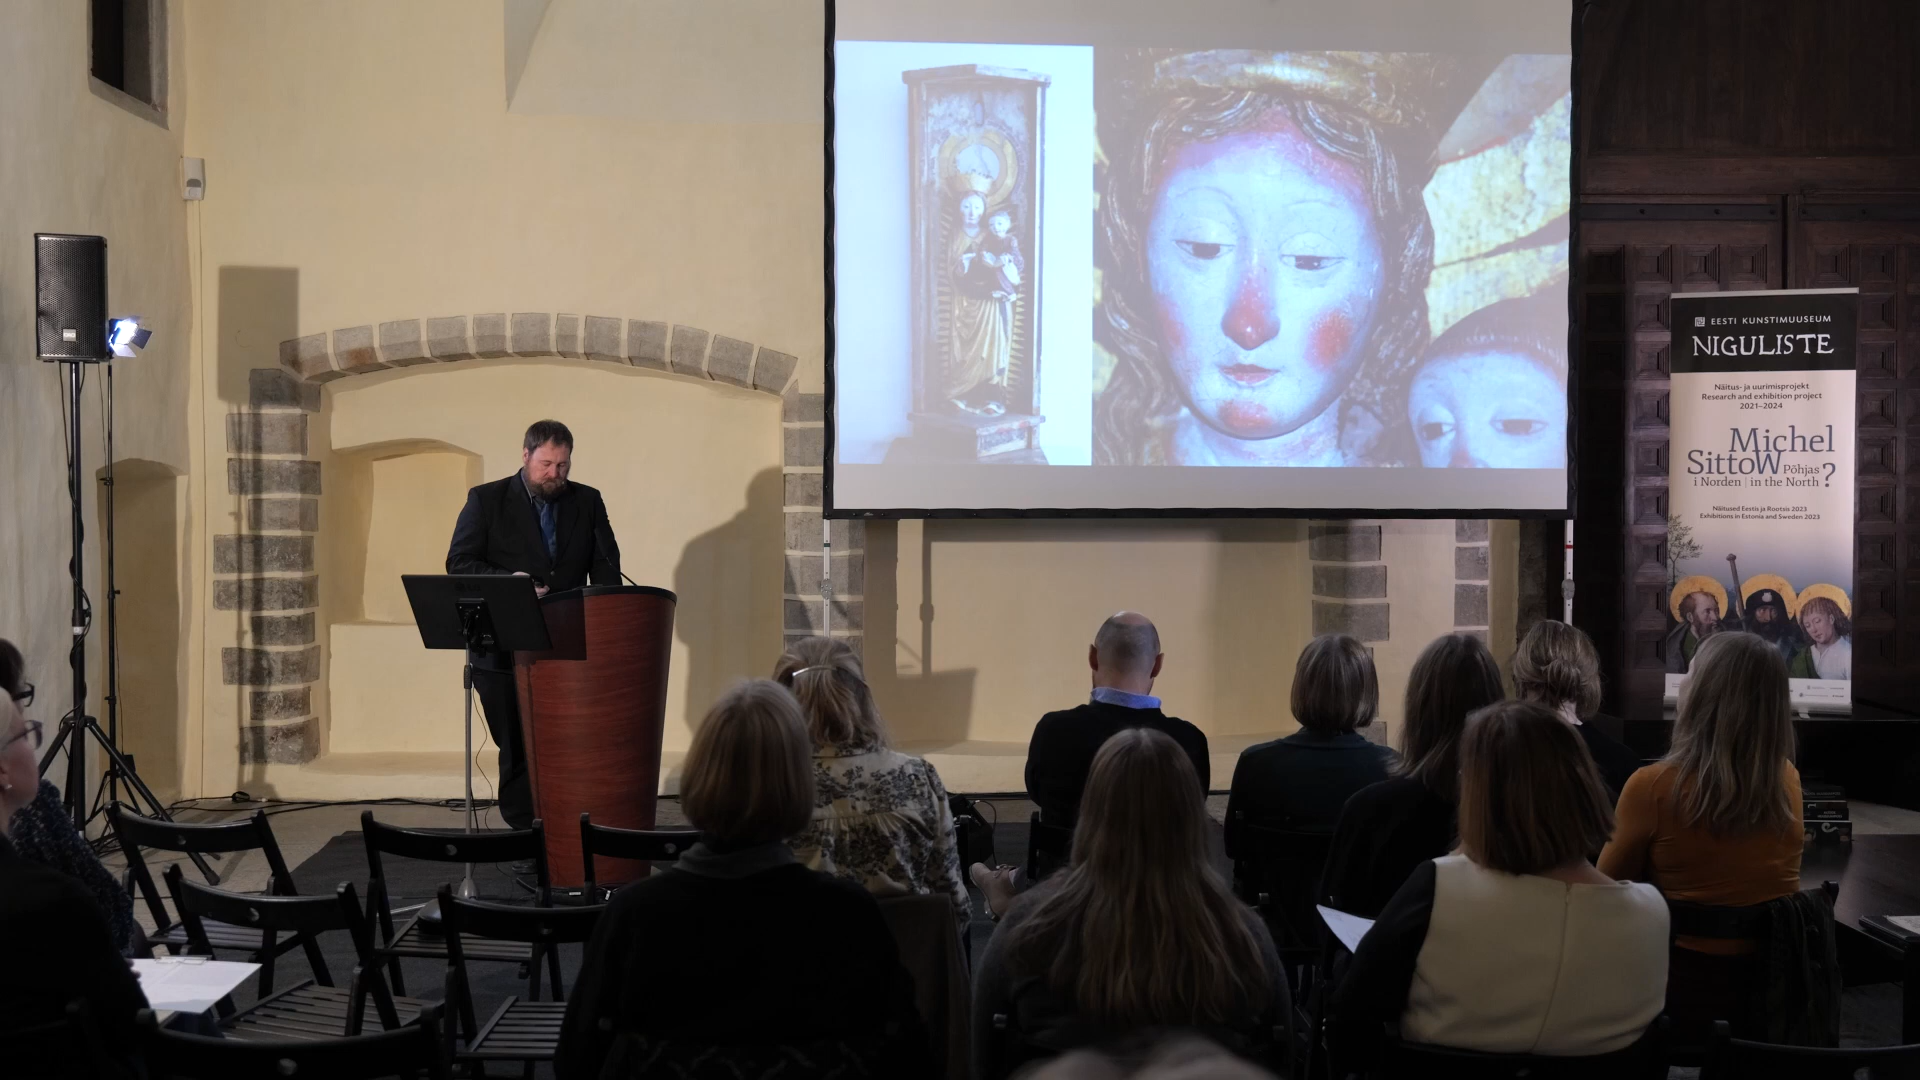 EESTI KUNSTIMUUSEUM
NIGULISTE
Näitus- ja uurimisprojekt
Research and exhibition project
2021–2024
Michel
Sittow Põhjas
i Norden | in the North ?
Näitused Eestis ja Rootsis 2023
Exhibitions in Estonia and Sweden 2023